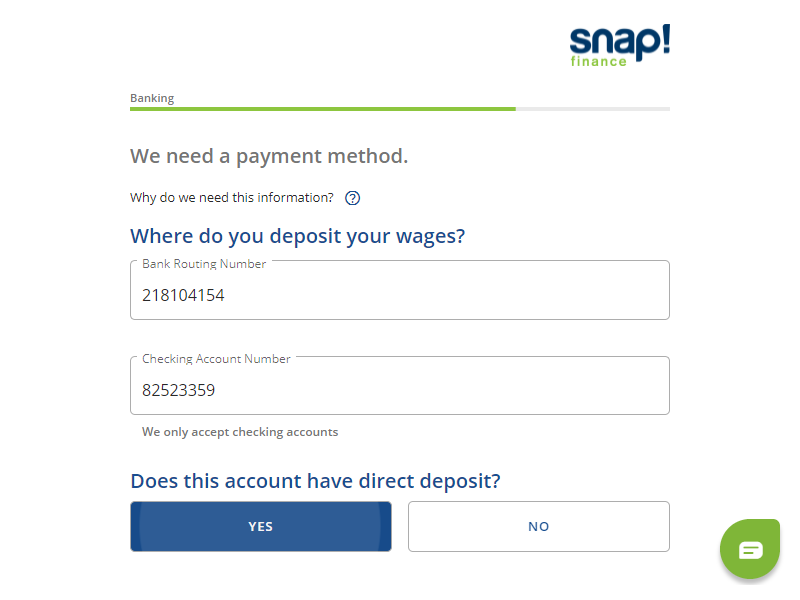 snap!
finance
Banking
We need a payment method.
Why do we need this information? ?
Where do you deposit your wages?
Bank Routing Number
218104154
Checking Account Number
82523359
We only accept checking accounts
Does this account have direct deposit?
YES NO